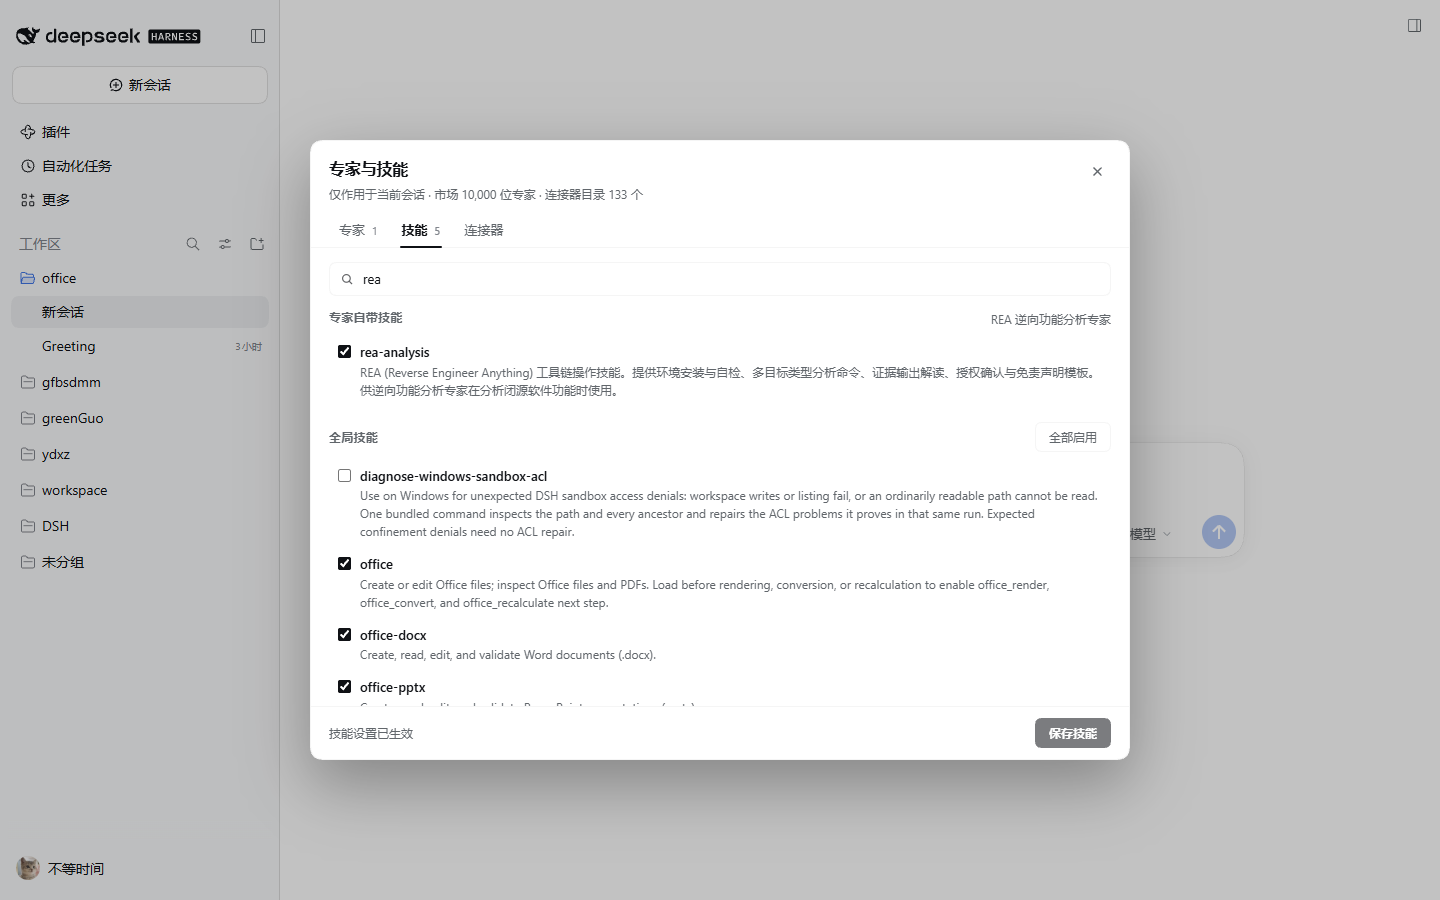 deepseek HARNESS
新会话
插件
自动化任务
更多
工作区
office
新会话
Greeting 3 小时
gfbsdmm
greenGuo
ydxz
workspace
DSH
未分组
不等时间
专家与技能
仅作用于当前会话 · 市场 10,000 位专家 · 连接器目录 133 个
专家 1 技能 5 连接器
rea
专家自带技能 REA 逆向功能分析专家
rea-analysis
REA (Reverse Engineer Anything) 工具链操作技能。提供环境安装与自检、多目标类型分析命令、证据输出解读、授权确认与免责声明模板。
供逆向功能分析专家在分析闭源软件功能时使用。
全局技能 全部启用
diagnose-windows-sandbox-acl
Use on Windows for unexpected DSH sandbox access denials: workspace writes or listing fail, or an ordinarily readable path cannot be read.
One bundled command inspects the path and every ancestor and repairs the ACL problems it proves in that same run. Expected
confinement denials need no ACL repair.
office
Create or edit Office files; inspect Office files and PDFs. Load before rendering, conversion, or recalculation to enable office_render,
office_convert, and office_recalculate next step.
office-docx
Create, read, edit, and validate Word documents (.docx).
office-pptx
技能设置已生效 保存技能
模型